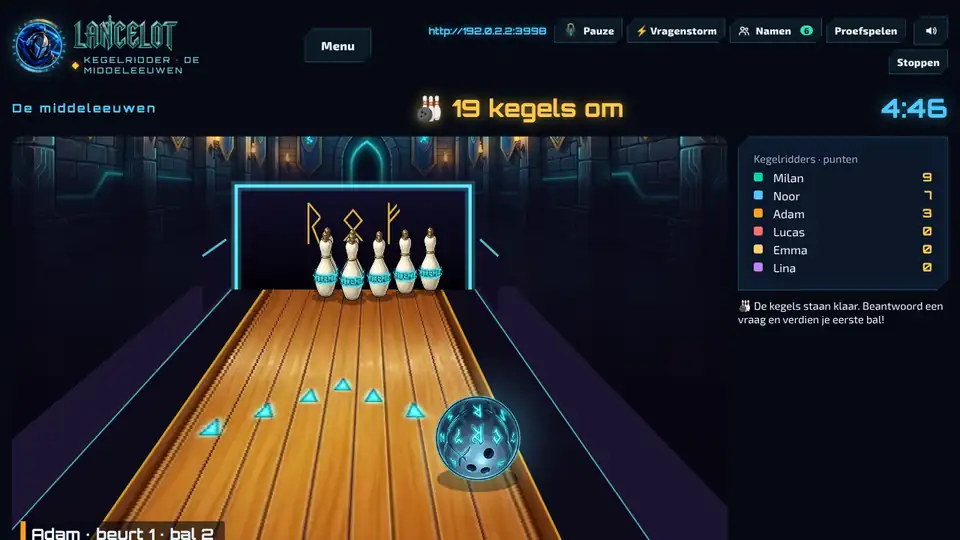 LANCELOT
KEGELRIDDER · DE MIDDELEEUWEN
Menu
http://192.0.2.2:3998
Pauze
Vragenstorm
Namen 6
Proefspelen
Stoppen
De middeleeuwen
19 kegels om
4:46
Kegelridders · punten
Milan 9
Noor 7
Adam 3
Lucas 0
Emma 0
Lina 0
De kegels staan klaar. Beantwoord een
vraag en verdien je eerste bal!
Adam · beurt 1 · bal 2